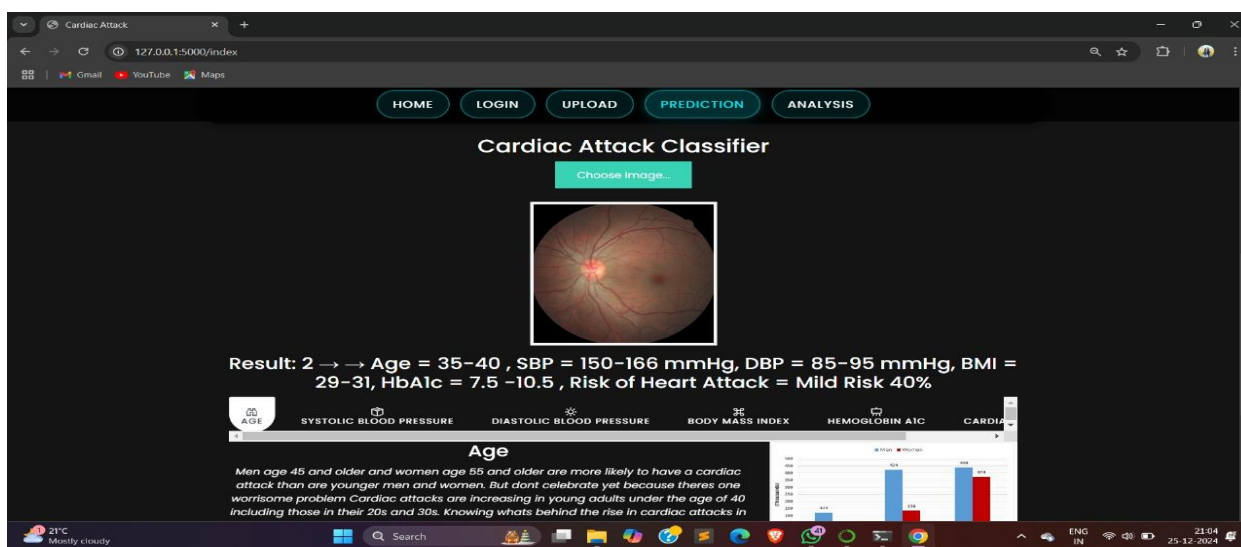 Cardiac Attack
127.0.0.1:5000/index
Gmail YouTube Maps
HOME LOGIN UPLOAD PREDICTION ANALYSIS
Cardiac Attack Classifier
Choose Image...
Result: 2 → → Age = 35-40 , SBP = 150-166 mmHg, DBP = 85-95 mmHg, BMI =
29-31, HbA1c = 7.5 -10.5 , Risk of Heart Attack = Mild Risk 40%
AGE SYSTOLIC BLOOD PRESSURE DIASTOLIC BLOOD PRESSURE BODY MASS INDEX HEMOGLOBIN A1C CARDIA
Age
Men age 45 and older and women age 55 and older are more likely to have a cardiac
attack than are younger men and women. But dont celebrate yet because theres one
worrisome problem Cardiac attacks are increasing in young adults under the age of 40
including those in their 20s and 30s. Knowing whats behind the rise in cardiac attacks in
Man Woman
21°C
Mostly cloudy
Search
41
ENG
IN
21:04
25-12-2024